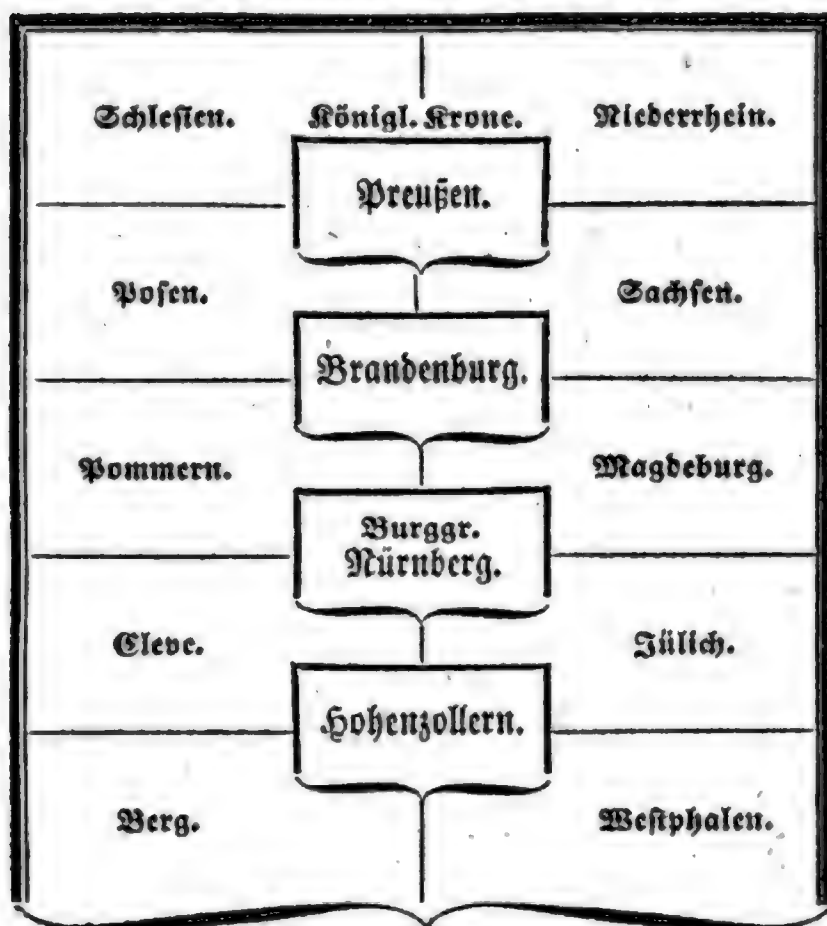 Schlesien. Königl. Krone. Niederrhein.
Preußen.
Posen. Sachsen.
Brandenburg.
Pommern. Magdeburg.
Burggr.
Nürnberg.
Cleve. Jülich.
Hohenzollern.
Berg. Westphalen.